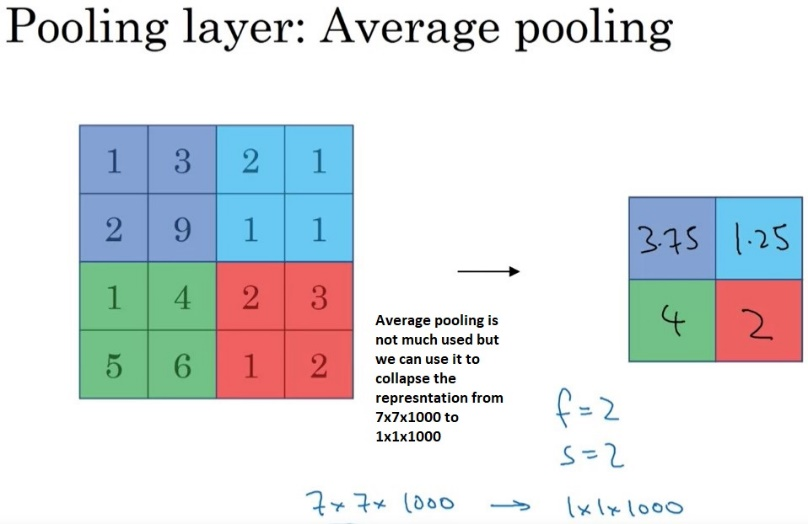 Pooling layer: Average pooling
1 3 2 1
2 9 1 1
1 4 2 3
5 6 1 2
3.75 1.25
4 2
Average pooling is
not much used but
we can use it to
collapse the
represntation from
7x7x1000 to
1x1x1000
f=2
s=2
7x7x1000 → 1x1x1000